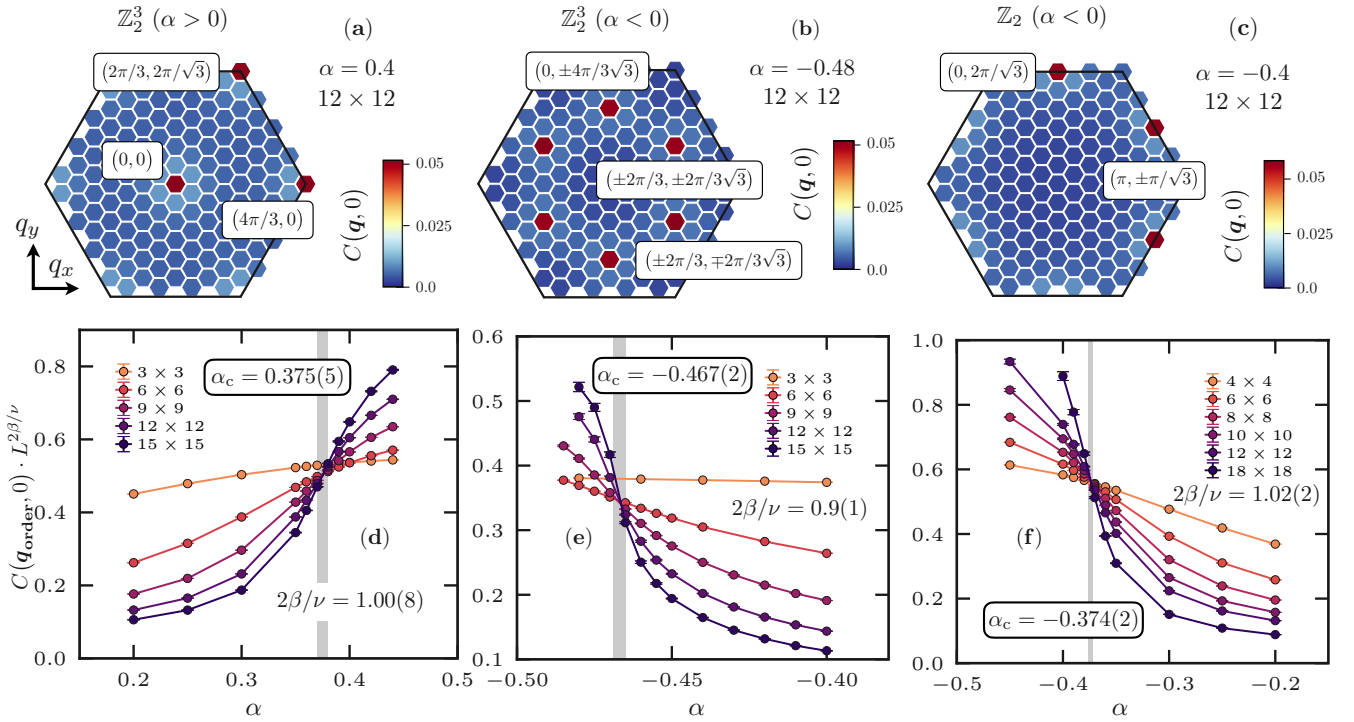 ℤ₂³ (α > 0)
(a)
(2π/3, 2π/√3)
α = 0.4
12 × 12
(0, 0)
(4π/3, 0)
q_y
q_x
0.05
0.025
0.0
C(q, 0)
ℤ₂³ (α < 0)
(b)
(0, ±4π/3√3)
α = −0.48
12 × 12
(±2π/3, ±2π/3√3)
(±2π/3, ∓2π/3√3)
C(q, 0)
0.05
0.025
0.0
ℤ₂ (α < 0)
(c)
(0, 2π/√3)
α = −0.4
12 × 12
(π, ±π/√3)
C(q, 0)
0.05
0.025
0.0
C(q_order, 0) · L^{2β/ν}
0.8
0.6
0.4
0.2
0.0
3 × 3
6 × 6
9 × 9
12 × 12
15 × 15
α_c = 0.375(5)
(d)
2β/ν = 1.00(8)
0.2
0.3
0.4
0.5
α
0.6
0.5
0.4
0.3
0.2
0.1
α_c = −0.467(2)
3 × 3
6 × 6
9 × 9
12 × 12
15 × 15
2β/ν = 0.9(1)
(e)
−0.50
−0.45
−0.40
α
1.0
0.8
0.6
0.4
0.2
0.0
4 × 4
6 × 6
8 × 8
10 × 10
12 × 12
18 × 18
2β/ν = 1.02(2)
(f)
α_c = −0.374(2)
−0.5
−0.4
−0.3
−0.2
α